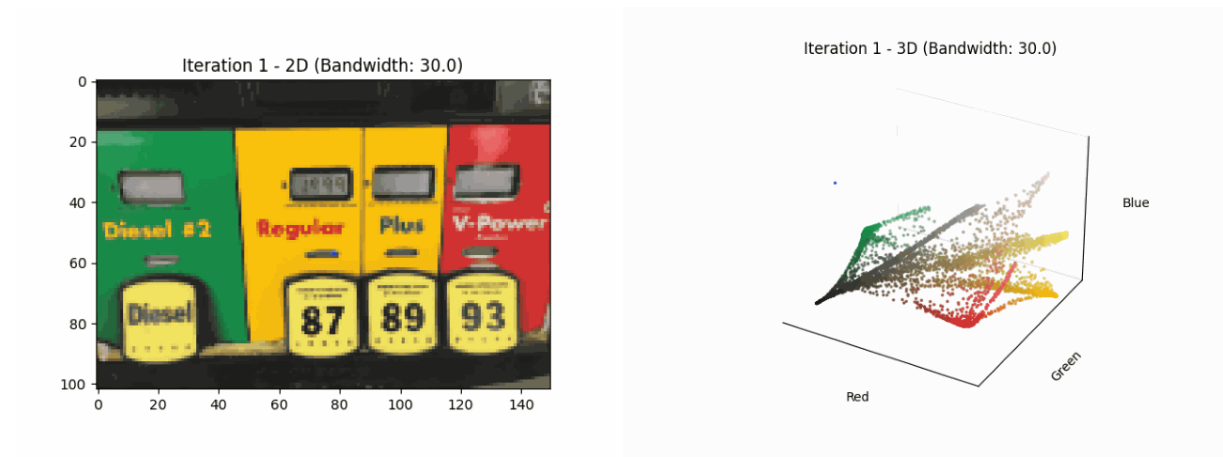 Iteration 1 - 2D (Bandwidth: 30.0)
0
20
40
60
80
100
0 20 40 60 80 100 120 140
Diesel #2
Regular
Plus
V-Power
Diesel
87
89
93
Iteration 1 - 3D (Bandwidth: 30.0)
Blue
Green
Red